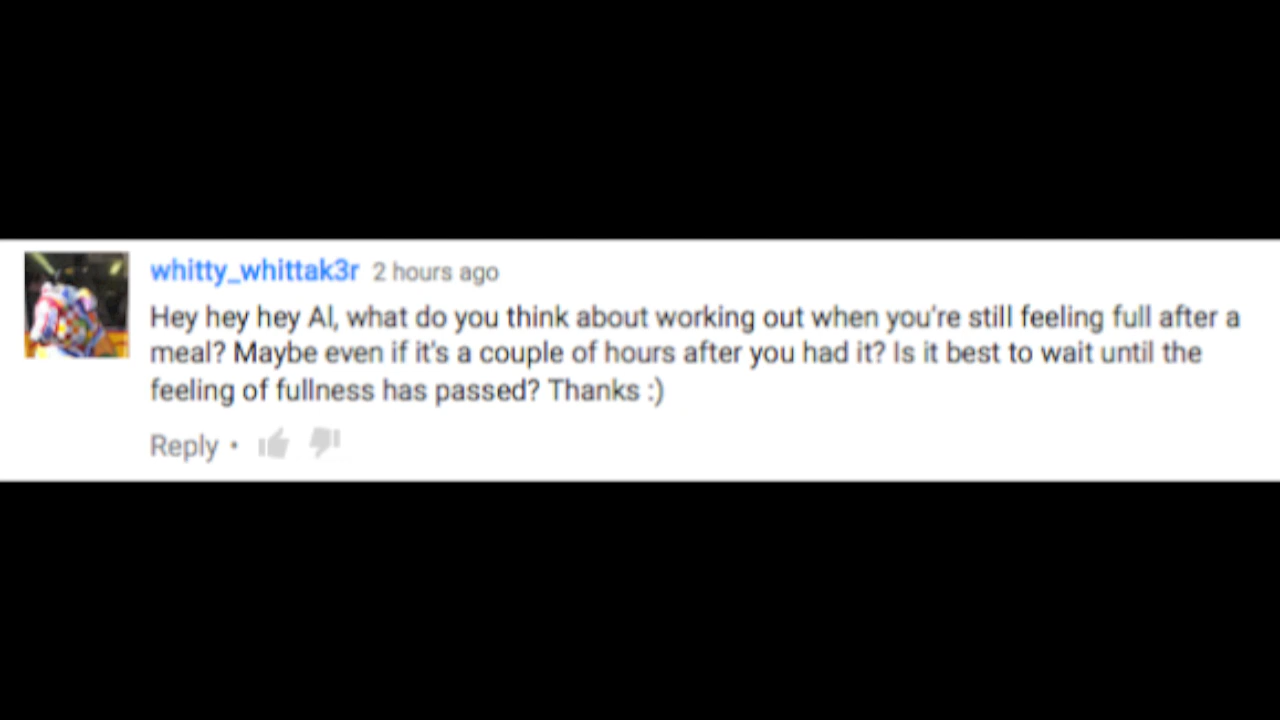 whitty_whittak3r 2 hours ago
Hey hey hey Al, what do you think about working out when you're still feeling full after a
meal? Maybe even if it's a couple of hours after you had it? Is it best to wait until the
feeling of fullness has passed? Thanks :)
Reply •